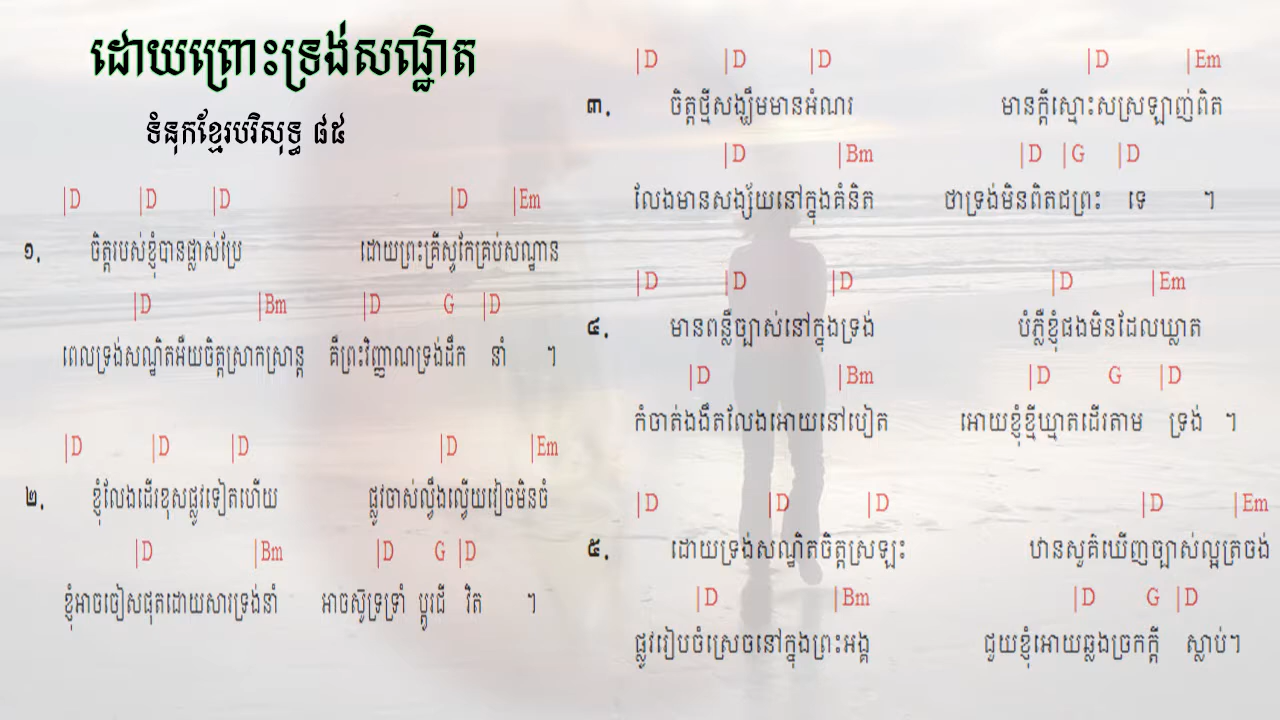 ដោយព្រោះទ្រង់សណ្ឋិត
ទំនុកខ្មែរបរិសុទ្ធ ៨៥
|D |D |D |D |Em
១. ចិត្តរបស់ខ្ញុំបានផ្លាស់ប្រែ ដោយព្រះគ្រីស្ទកែគ្រប់សណ្ឋាន
|D |Bm |D G |D
ពេលទ្រង់សណ្ឋិតអីយចិត្តស្រាកស្រាន្ត គឺព្រះវិញ្ញាណទ្រង់ដឹក នាំ ។
|D |D |D |D |Em
២. ខ្ញុំលែងដើរខុសផ្លូវទៀតហើយ ផ្លូវចាស់ល្វឹងល្វើយវៀចមិនចំ
|D |Bm |D G |D
ខ្ញុំអាចចៀសផុតដោយសារទ្រង់នាំ អាចស៊ូទ្រទ្រាំ ប្តូរជី វិត ។
|D |D |D |D |Em
៣. ចិត្តថ្មីសង្ឃឹមមានអំណរ មានក្តីស្មោះសស្រឡាញ់ពិត
|D |Bm |D |G |D
លែងមានសង្ស័យនៅក្នុងគំនិត ថាទ្រង់មិនពិតជព្រះ ទេ ។
|D |D |D |D |Em
៤. មានពន្លឺច្បាស់នៅក្នុងទ្រង់ បំភ្លឺខ្ញុំផងមិនដែលឃ្លាត
|D |Bm |D G |D
កំចាត់ងងឹតលែងអោយនៅបៀត អោយខ្ញុំខ្មីឃ្មាតដើរតាម ទ្រង់ ។
|D |D |D |D |Em
៥. ដោយទ្រង់សណ្ឋិតចិត្តស្រឡះ ឋានសួគ៌ឃើញច្បាស់ល្អត្រចង់
|D |Bm |D G |D
ផ្លូវរៀបចំស្រេចនៅក្នុងព្រះអង្គ ជួយខ្ញុំអោយឆ្លងច្រកក្តី ស្លាប់។